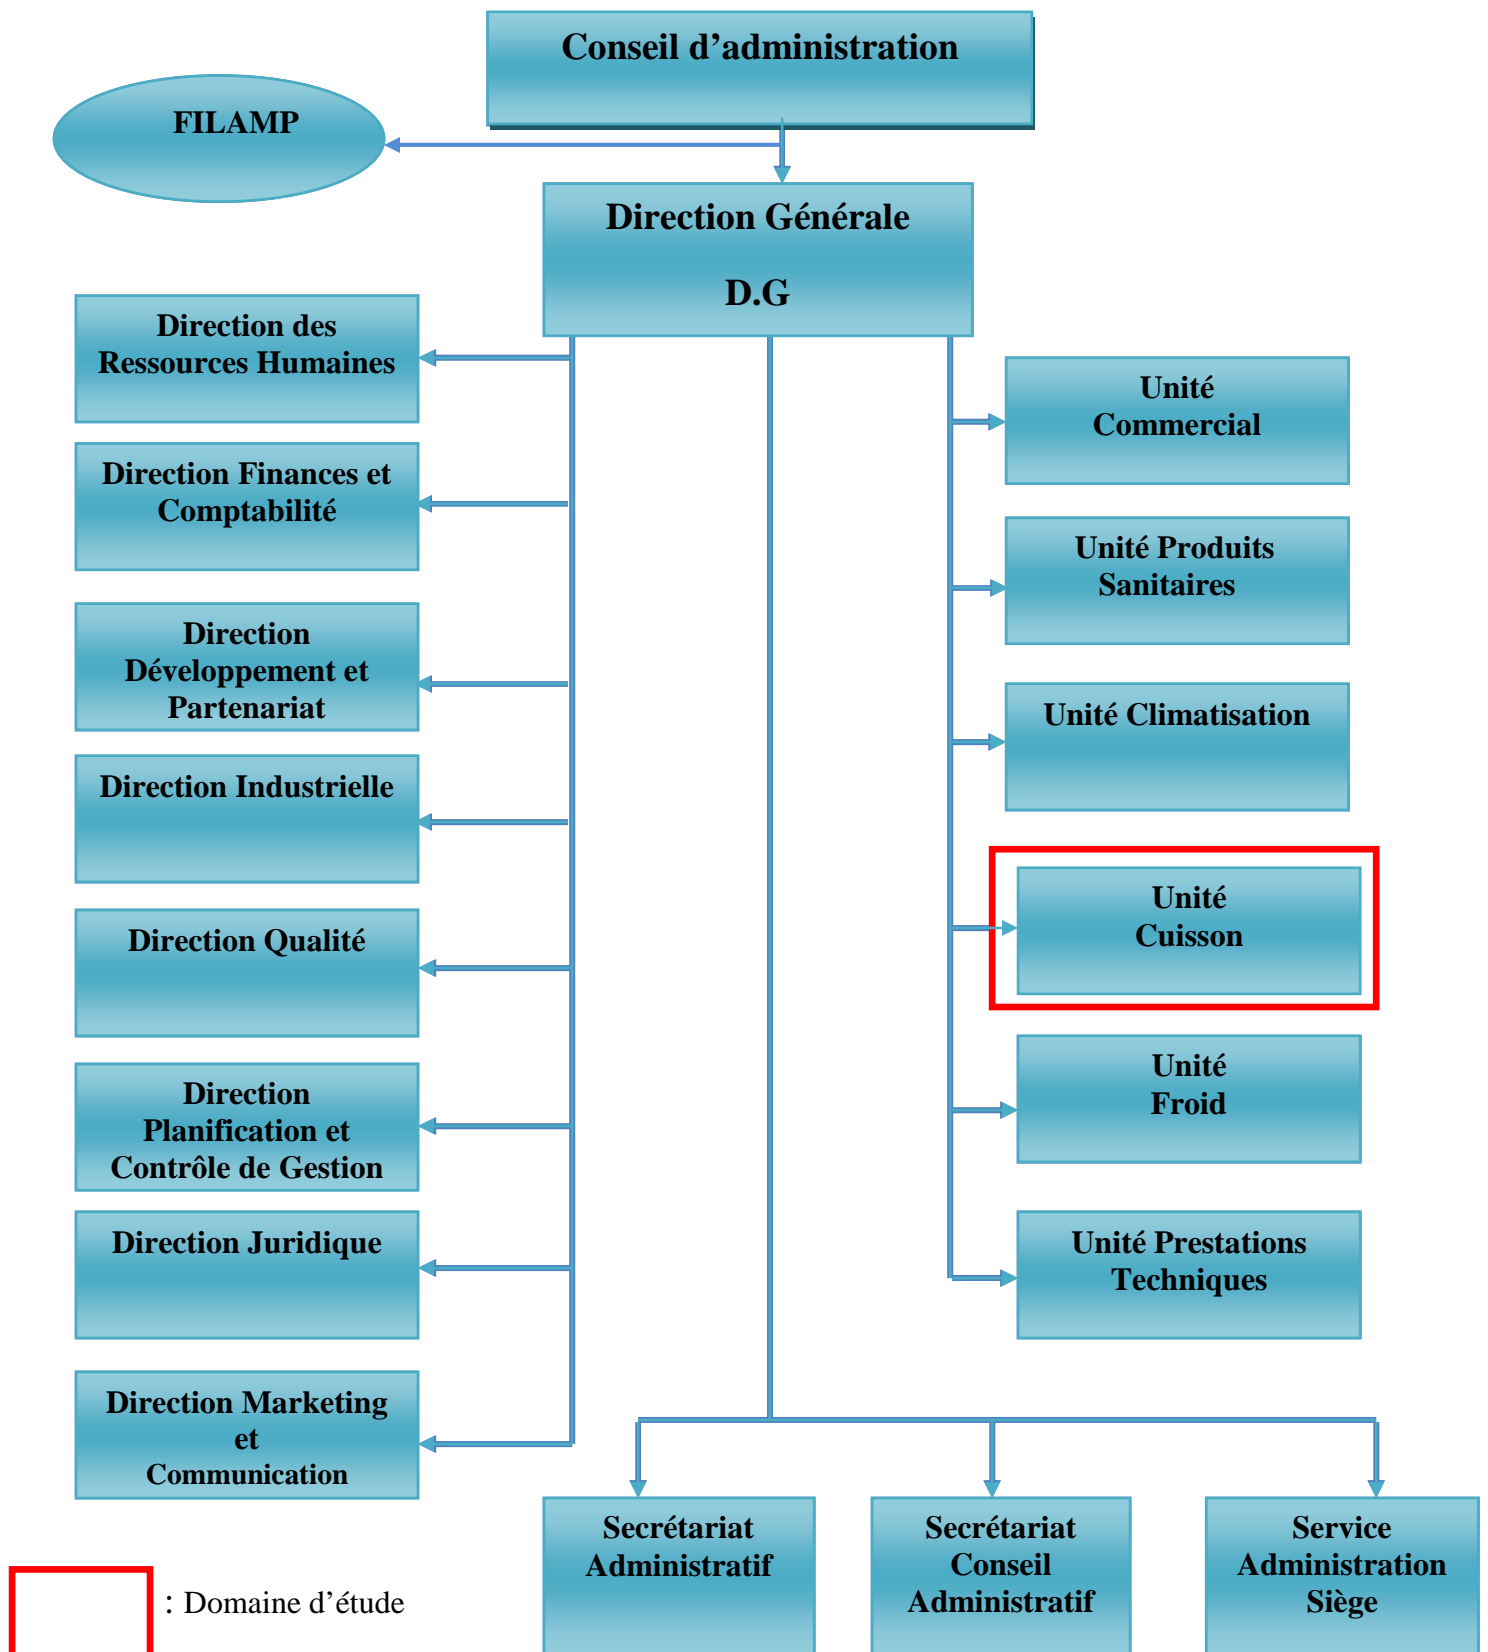 Conseil d’administration
FILAMP
Direction Générale
D.G
Direction des
Ressources Humaines
Direction Finances et
Comptabilité
Direction
Développement et
Partenariat
Direction Industrielle
Direction Qualité
Direction
Planification et
Contrôle de Gestion
Direction Juridique
Direction Marketing
et
Communication
Unité
Commercial
Unité Produits
Sanitaires
Unité Climatisation
Unité
Cuisson
Unité
Froid
Unité Prestations
Techniques
Secrétariat
Administratif
Secrétariat
Conseil
Administratif
Service
Administration
Siège
: Domaine d’étude